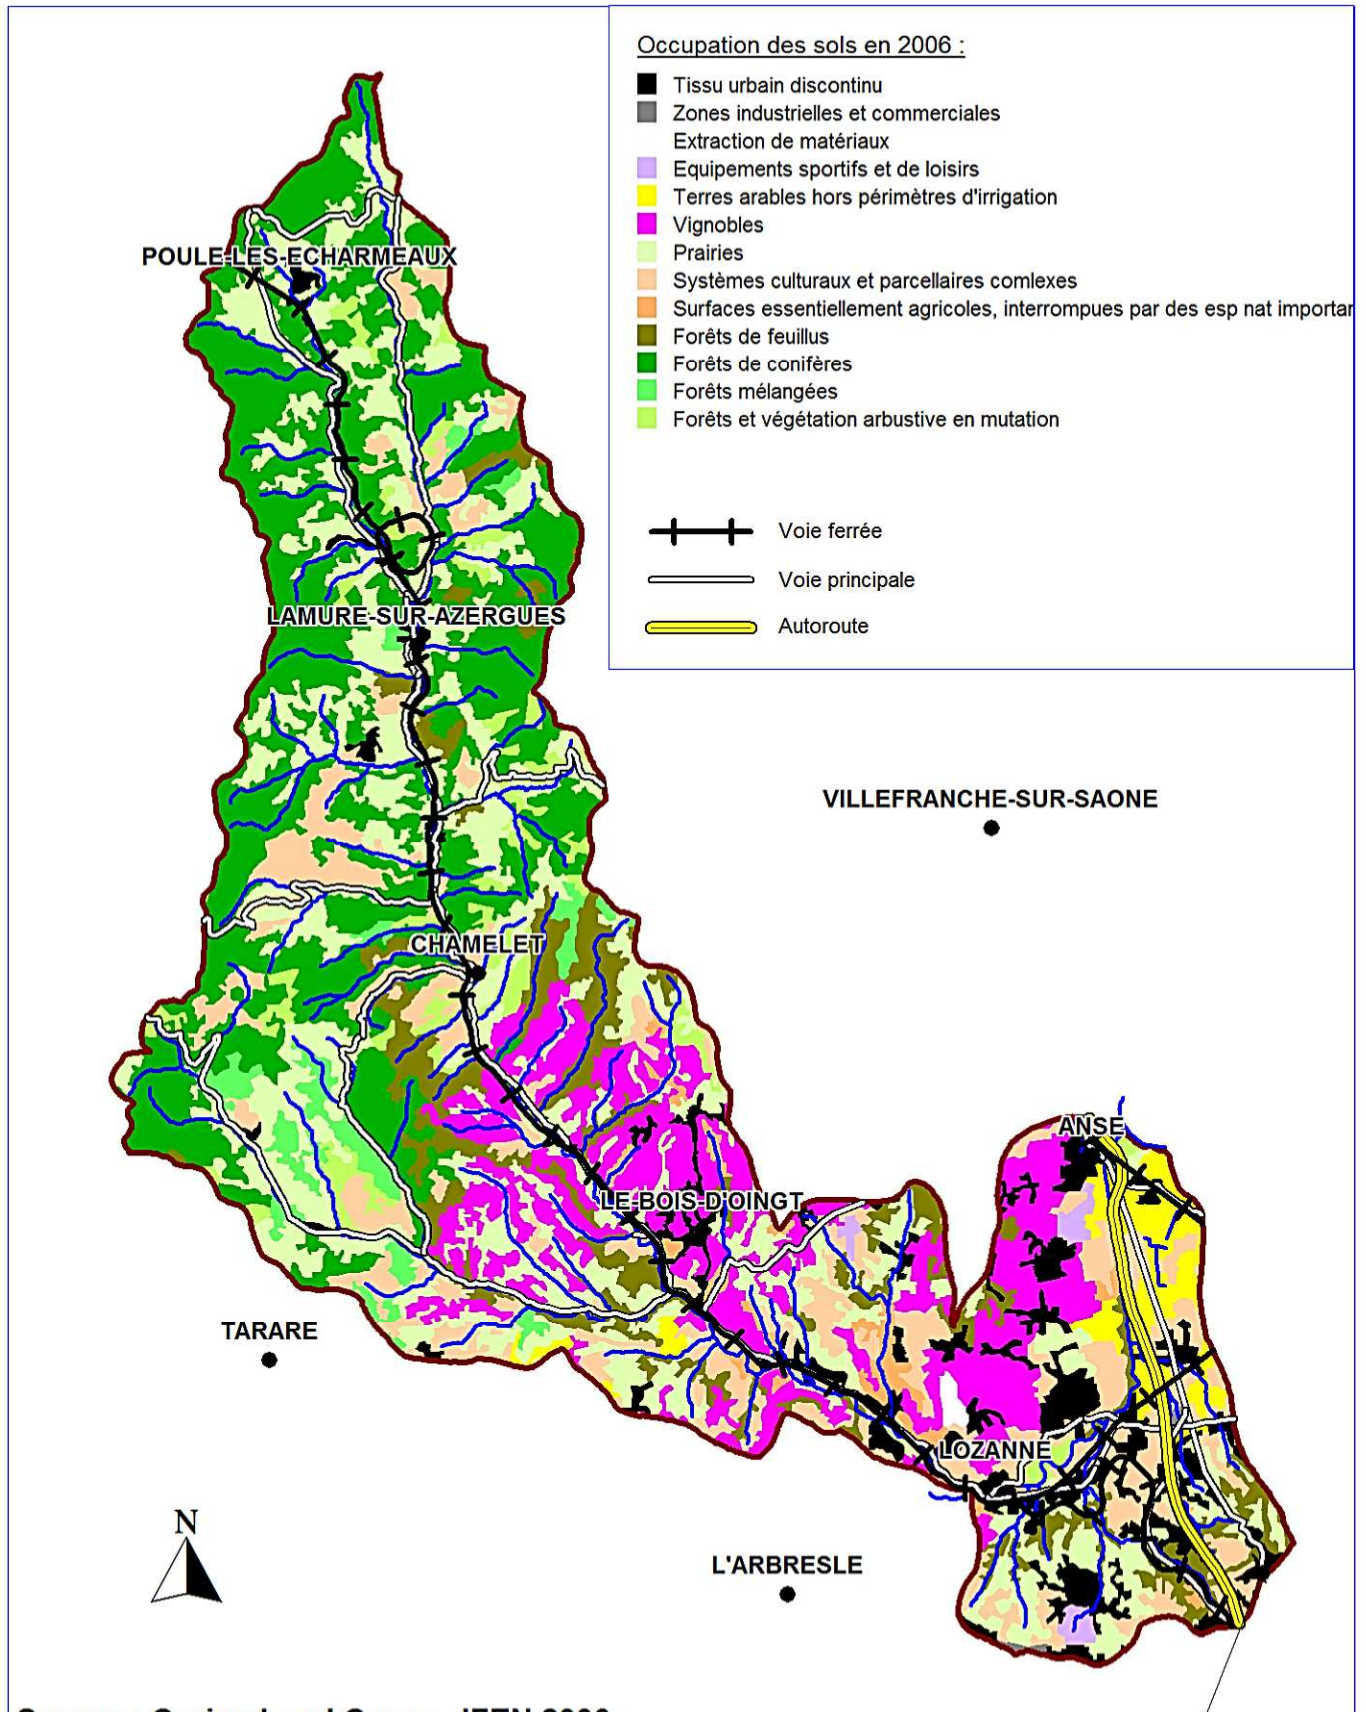 Occupation des sols en 2006 :
Tissu urbain discontinu
Zones industrielles et commerciales
Extraction de matériaux
Equipements sportifs et de loisirs
Terres arables hors périmètres d'irrigation
Vignobles
Prairies
Systèmes culturaux et parcellaires comlexes
Surfaces essentiellement agricoles, interrompues par des esp nat importar
Forêts de feuillus
Forêts de conifères
Forêts mélangées
Forêts et végétation arbustive en mutation
Voie ferrée
Voie principale
Autoroute
POULE-LES-ECHARMEAUX
LAMURE-SUR-AZERGUES
VILLEFRANCHE-SUR-SAONE
CHAMELET
ANSE
LE-BOIS-D'OINGT
TARARE
LOZANNE
N
L'ARBRESLE